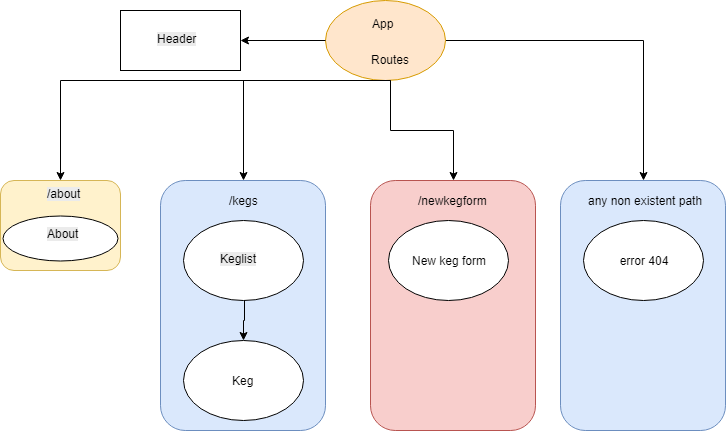 App
Header
Routes
/about
/kegs
/newkegform
any non existent path
About
Keglist
New keg form
error 404
Keg